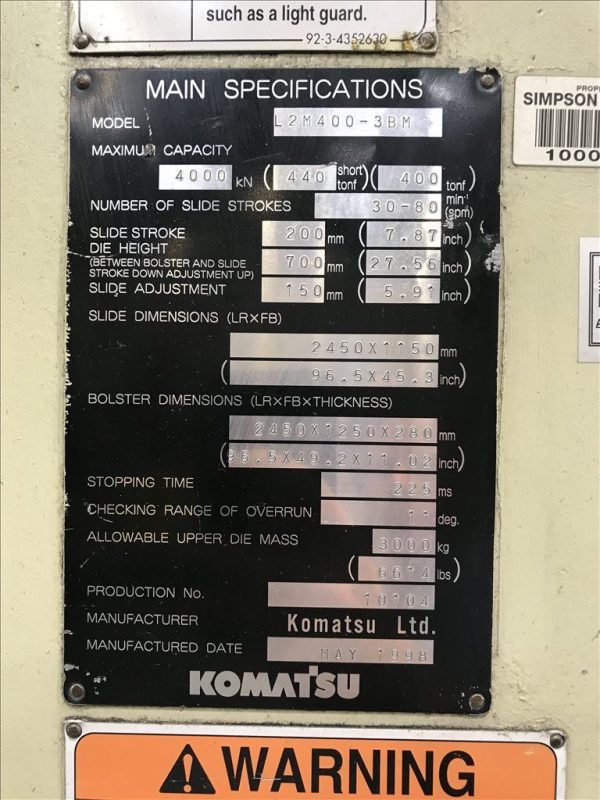 such as a light guard.
92-3-4352630
MAIN SPECIFICATIONS
MODEL L2M400-3BM
MAXIMUM CAPACITY
4000 kN ( 440 short tonf )( 400 tonf )
NUMBER OF SLIDE STROKES 30-80 min⁻¹ (spm)
SLIDE STROKE 200 mm ( 7.87 inch )
DIE HEIGHT
(BETWEEN BOLSTER AND SLIDE 700 mm ( 27.56 inch )
STROKE DOWN ADJUSTMENT UP)
SLIDE ADJUSTMENT 150 mm ( 5.91 inch )
SLIDE DIMENSIONS (LR×FB)
2450X1150 mm
( 96.5X45.3 inch )
BOLSTER DIMENSIONS (LR×FB×THICKNESS)
2450X1250X280 mm
( 96.5X49.2X11.02 inch )
STOPPING TIME 225 ms
CHECKING RANGE OF OVERRUN 11 deg.
ALLOWABLE UPPER DIE MASS 3000 kg
( 6614 lbs )
PRODUCTION No. 10104
MANUFACTURER Komatsu Ltd.
MANUFACTURED DATE MAY 1998
KOMATSU
SIMPSON
1000
WARNING